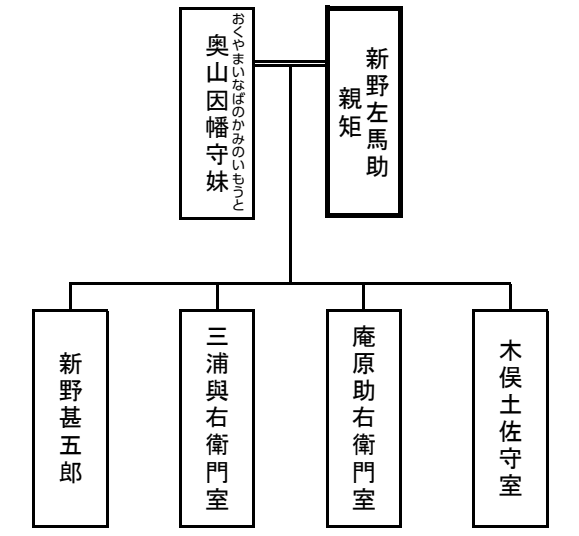 新野左馬助
親矩
おくやまいなばのかみのいもうと
奥山因幡守妹
木俣土佐守室
庵原助右衛門室
三浦與右衛門室
新野甚五郎